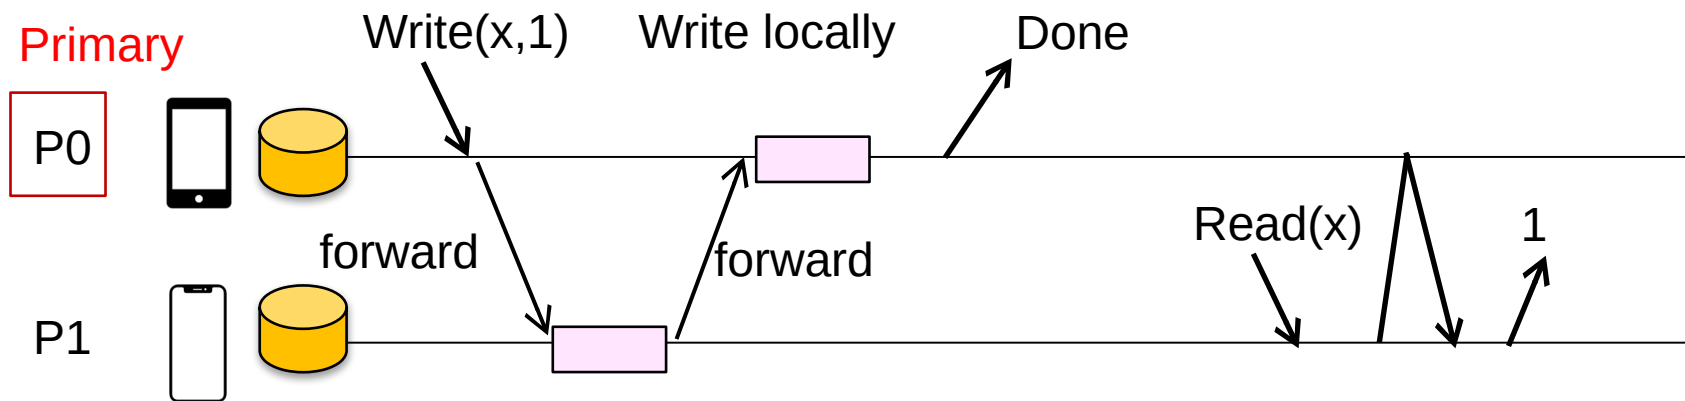 Primary
Write(x,1)
Write locally
Done
P0
forward
forward
Read(x)
1
P1